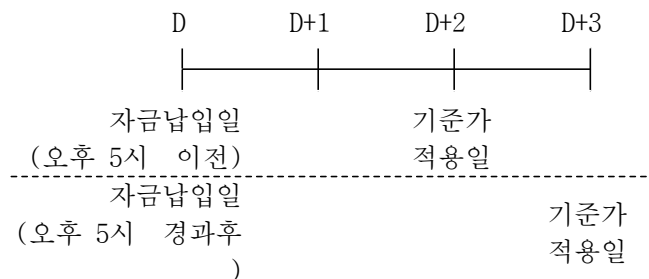 D D+1 D+2 D+3
자금납입일 기준가
(오후 5시 이전) 적용일
자금납입일
(오후 5시 경과후
)
기준가
적용일